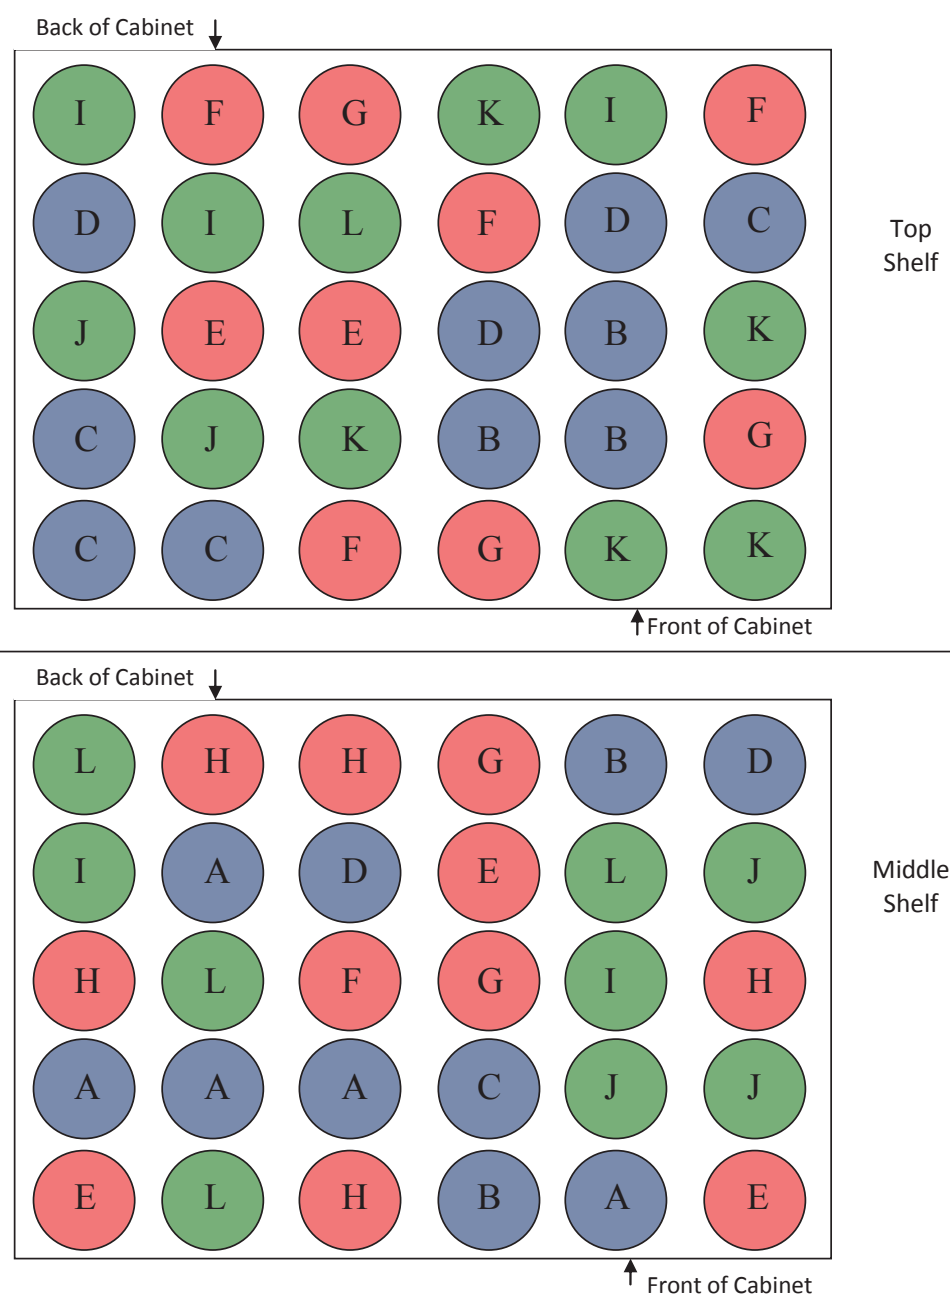 Back of Cabinet
I F G K I F
D I L F D C
Top
Shelf
J E E D B K
C J K B B G
C C F G K K
Front of Cabinet
Back of Cabinet
L H H G B D
I A D E L J
Middle
Shelf
H L F G I H
A A A C J J
E L H B A E
Front of Cabinet